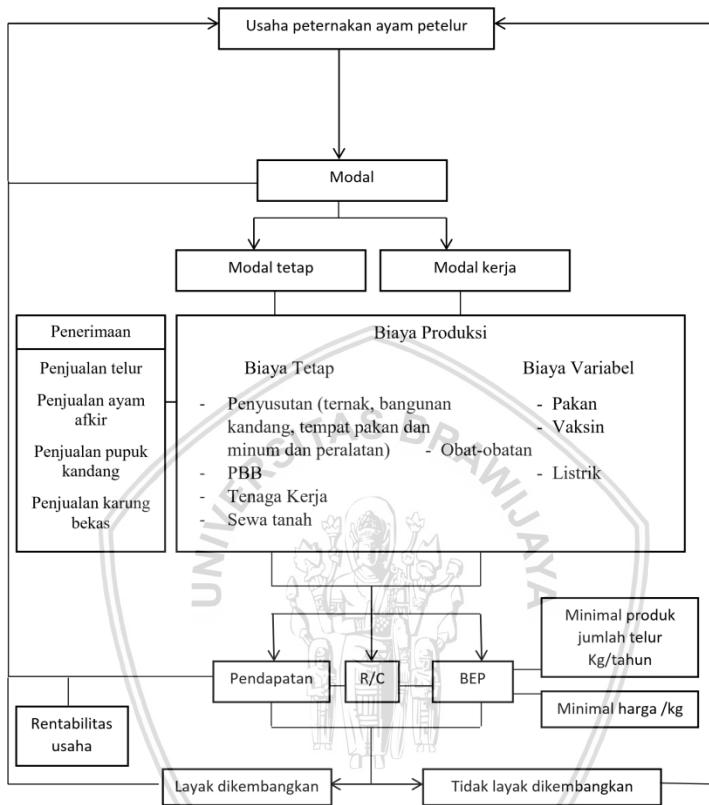 Usaha peternakan ayam petelur
Modal
Modal tetap
Modal kerja
Penerimaan
Penjualan telur
Penjualan ayam
afkir
Penjualan pupuk
kandang
Penjualan karung
bekas
Biaya Produksi
Biaya Tetap
Biaya Variabel
- Penyusutan (ternak, bangunan
kandang, tempat pakan dan
minum dan peralatan)
- PBB
- Tenaga Kerja
- Sewa tanah
- Pakan
- Vaksin
- Obat-obatan
- Listrik
UNIVERSITAS BRAWIJAYA
Pendapatan
R/C
BEP
Minimal produk
jumlah telur
Kg/tahun
Minimal harga /kg
Rentabilitas
usaha
Layak dikembangkan
Tidak layak dikembangkan